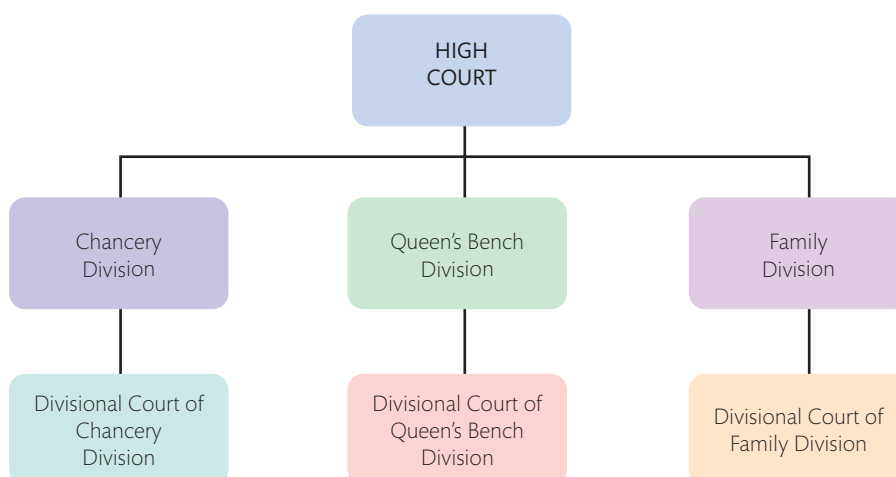 HIGH
COURT
Chancery
Division
Queen’s Bench
Division
Family
Division
Divisional Court of
Chancery
Division
Divisional Court of
Queen’s Bench
Division
Divisional Court of
Family Division